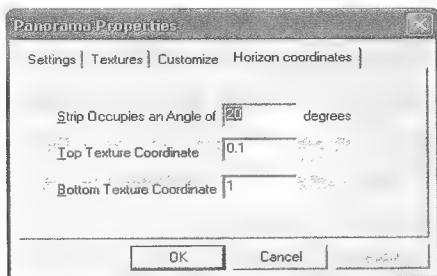 Panorama Properties
Settings | Textures | Customize Horizon coordinates |
Strip Occupies an Angle of 20 degrees
Top Texture Coordinate 0.1
Bottom Texture Coordinate 1
OK Cancel